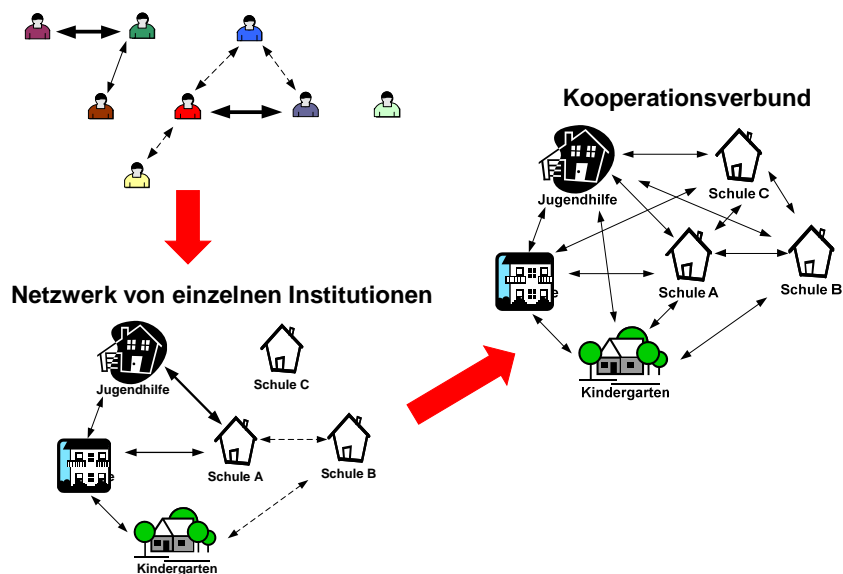 Kooperationsverbund
Jugendhilfe
Schule C
Schule A
Schule B
Kindergarten
Netzwerk von einzelnen Institutionen
Jugendhilfe
Schule C
Schule A
Schule B
Kindergarten